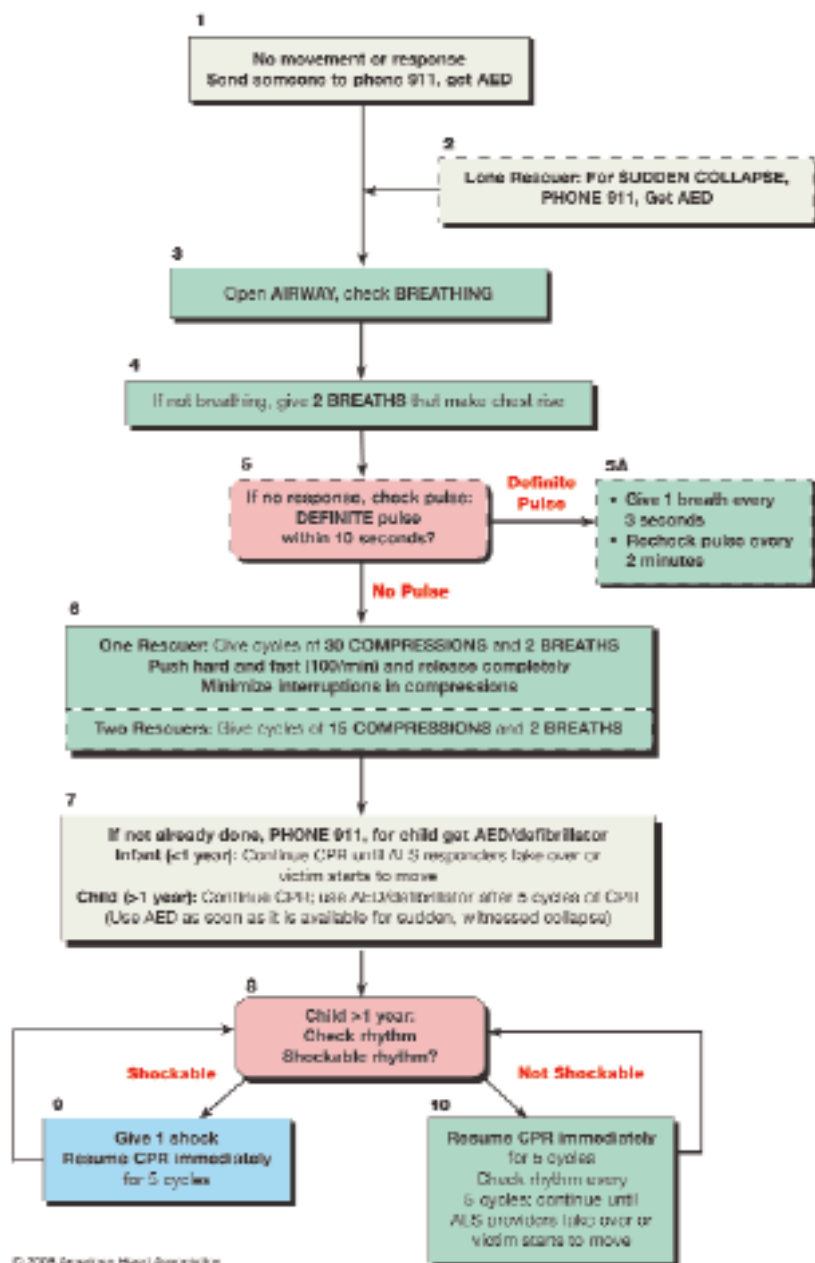 1
No movement or response
Send someone to phone 911, get AED
2
Lone Rescuer: For SUDDEN COLLAPSE,
PHONE 911, Get AED
3
Open AIRWAY, check BREATHING
4
If not breathing, give 2 BREATHS that make chest rise
5
If no response, check pulse:
DEFINITE pulse
within 10 seconds?
Definite
Pulse
5A
• Give 1 breath every
3 seconds
• Recheck pulse every
2 minutes
No Pulse
6
One Rescuer: Give cycles of 30 COMPRESSIONS and 2 BREATHS
Push hard and fast (100/min) and release completely
Minimize interruptions in compressions
Two Rescuers: Give cycles of 15 COMPRESSIONS and 2 BREATHS
7
If not already done, PHONE 911, for child get AED/defibrillator
Infant (<1 year): Continue CPR until ALS responders take over or
victim starts to move
Child (>1 year): Continue CPR; use AED/defibrillator after 5 cycles of CPR
(Use AED as soon as it is available for sudden, witnessed collapse)
8
Child >1 year:
Check rhythm
Shockable rhythm?
Shockable
Not Shockable
9
Give 1 shock
Resume CPR immediately
for 5 cycles
10
Resume CPR immediately
for 5 cycles
Check rhythm every
5 cycles; continue until
ALS providers take over or
victim starts to move
American Heart Association